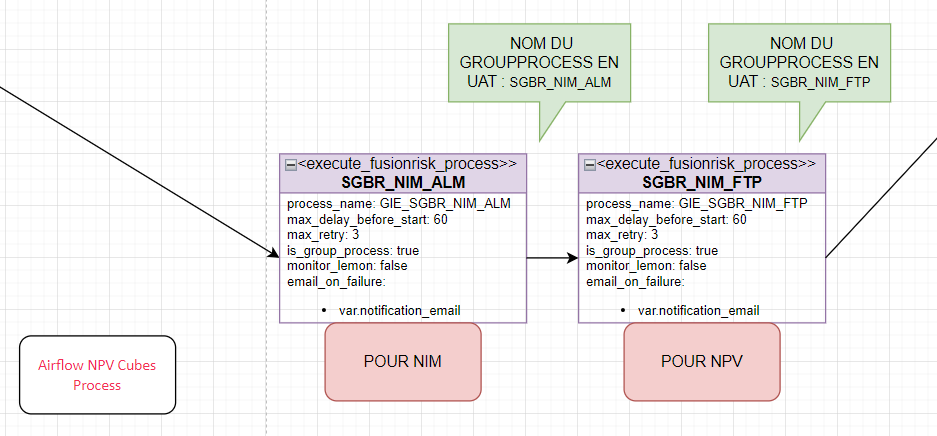 NOM DU
GROUPPROCESS EN
UAT : SGBR_NIM_ALM
NOM DU
GROUPPROCESS EN
UAT : SGBR_NIM_FTP
<execute_fusionrisk_process>>
SGBR_NIM_ALM
process_name: GIE_SGBR_NIM_ALM
max_delay_before_start: 60
max_retry: 3
is_group_process: true
monitor_lemon: false
email_on_failure:
• var.notification_email
POUR NIM
<execute_fusionrisk_process>>
SGBR_NIM_FTP
process_name: GIE_SGBR_NIM_FTP
max_delay_before_start: 60
max_retry: 3
is_group_process: true
monitor_lemon: false
email_on_failure:
• var.notification_email
POUR NPV
Airflow NPV Cubes
Process